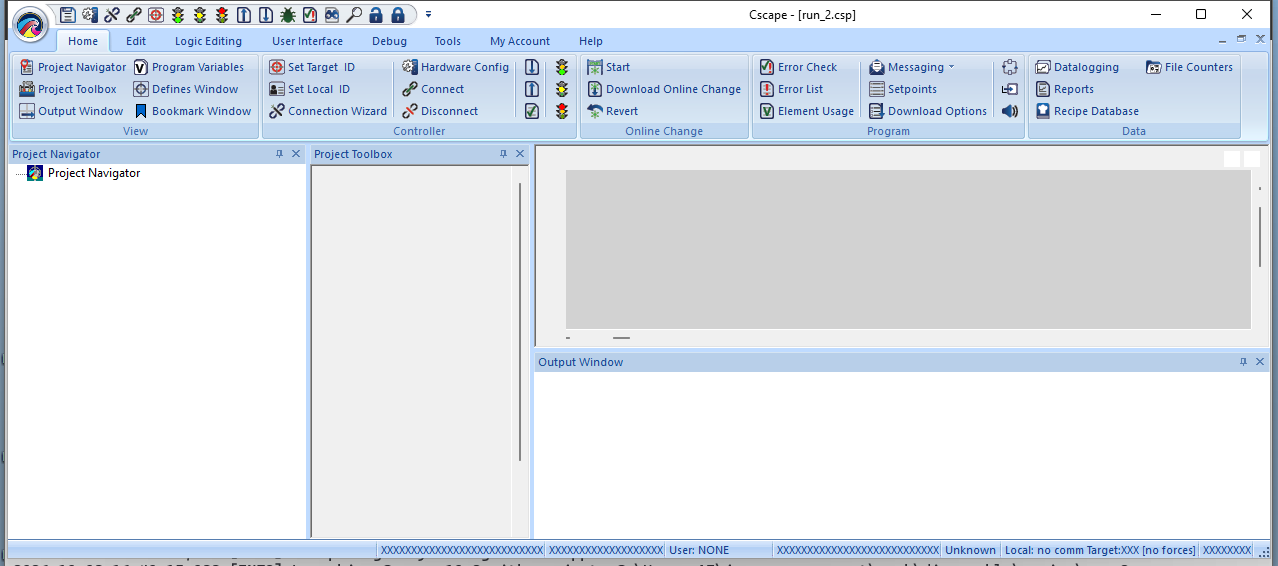 Cscape - [run_2.csp]
Home Edit Logic Editing User Interface Debug Tools My Account Help
Project Navigator Program Variables Set Target ID Hardware Config Start Error Check Messaging Datalogging File Counters
Project Toolbox Defines Window Set Local ID Connect Download Online Change Error List Setpoints Reports
Output Window Bookmark Window Connection Wizard Disconnect Revert Element Usage Download Options Recipe Database
View Controller Online Change Program Data
Project Navigator Project Toolbox
Project Navigator
Output Window
User: NONE Unknown Local: no comm Target:XXX [no forces] XXXXXXXX